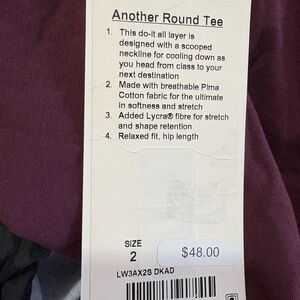 Another Round Tee
1. This do-it all layer is
designed with a scooped
neckline for cooling down as
you head from class to your
next destination
2. Made with breathable Pima
Cotton fabric for the ultimate
in softness and stretch
3. Added Lycra® fibre for stretch
and shape retention
4. Relaxed fit, hip length
SIZE
2
$48.00
LW3AX2S DKAD